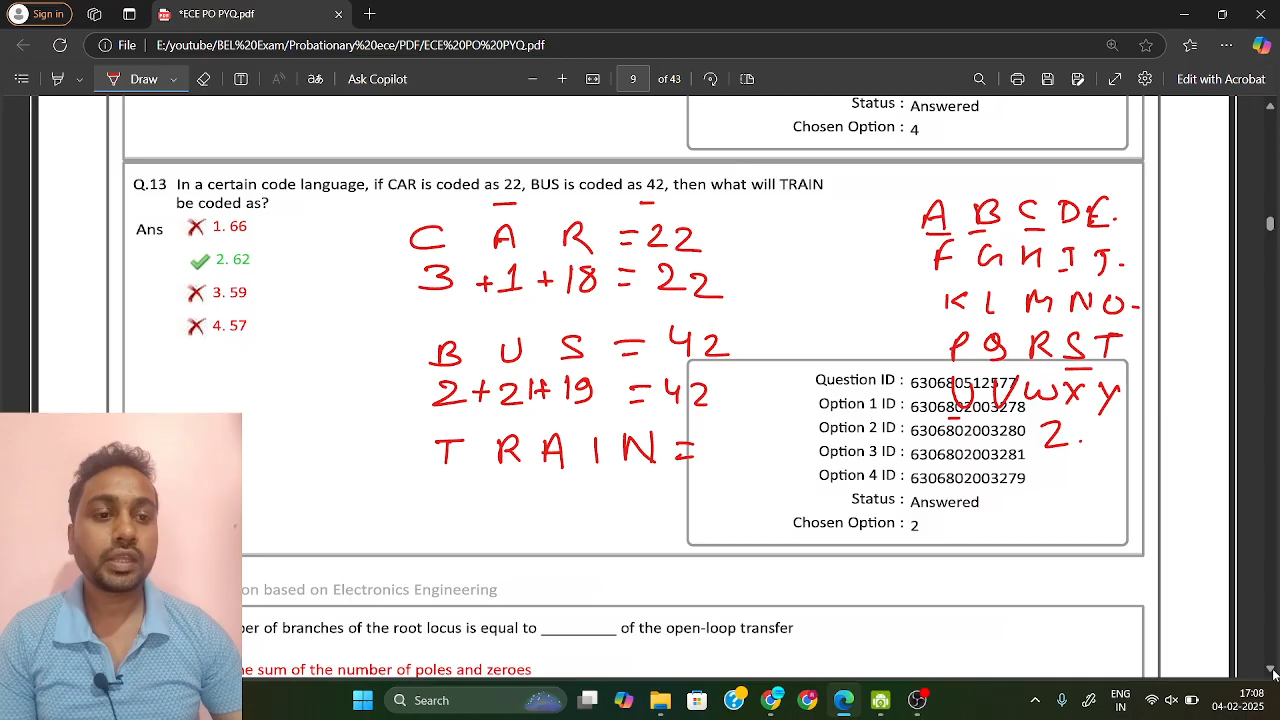 Sign in
*ECE PO PYQ.pdf
File
E:/youtube/BEL%20Exam/Probationary%20ece/PDF/ECE%20PO%20PYQ.pdf
Draw
Ask Copilot
9 of 43
Edit with Acrobat
Status : Answered
Chosen Option : 4
Q.13 In a certain code language, if CAR is coded as 22, BUS is coded as 42, then what will TRAIN
be coded as?
Ans
1. 66
2. 62
3. 59
4. 57
C A R = 22
3 + 1 + 18 = 22
B U S = 42
2 + 21 + 19 = 42
T R A I N =
A B C D E.
F G H I J.
K L M N O.
P Q R S T
U V W X Y
Z.
Question ID : 630680512577
Option 1 ID : 6306802003278
Option 2 ID : 6306802003280
Option 3 ID : 6306802003281
Option 4 ID : 6306802003279
Status : Answered
Chosen Option : 2
on based on Electronics Engineering
ber of branches of the root locus is equal to ________ of the open-loop transfer
he sum of the number of poles and zeroes
Search
ENG
IN
17:08
04-02-2025